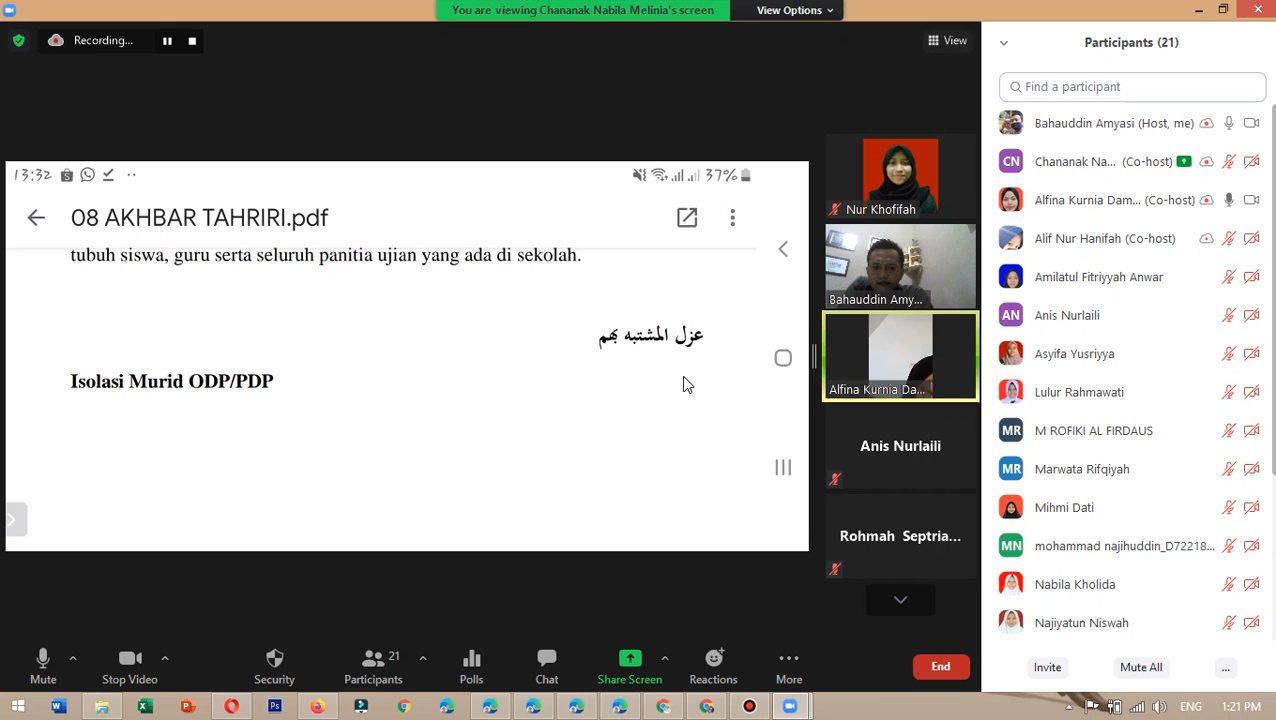 You are viewing Chananak Nabila Melinia's screen
View Options
Recording...
View
Participants (21)
Find a participant
Bahauddin Amyasi (Host, me)
CN
Chananak Na... (Co-host)
Alfina Kurnia Dam... (Co-host)
Alif Nur Hanifah (Co-host)
Amilatul Fitriyyah Anwar
AN
Anis Nurlaili
Asyifa Yusriyya
Lulur Rahmawati
MR
M ROFIKI AL FIRDAUS
MR
Marwata Rifqiyah
Mihmi Dati
MN
mohammad najihuddin_D72218...
Nabila Kholida
Najiyatun Niswah
Invite
Mute All
...
13:32
37%
08 AKHBAR TAHRIRI.pdf
tubuh siswa, guru serta seluruh panitia ujian yang ada di sekolah.
عزل المشتبه بهم
Isolasi Murid ODP/PDP
Nur Khofifah
Bahauddin Amy...
Alfina Kurnia Da...
Anis Nurlaili
Rohmah Septria...
Mute
Stop Video
Security
21
Participants
Polls
Chat
Share Screen
Reactions
More
End
ENG
1:21 PM